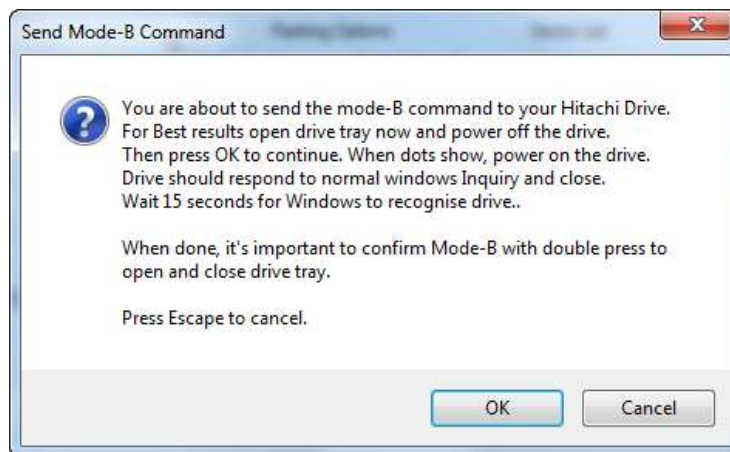 Send Mode-B Command
You are about to send the mode-B command to your Hitachi Drive.
For Best results open drive tray now and power off the drive.
Then press OK to continue. When dots show, power on the drive.
Drive should respond to normal windows Inquiry and close.
Wait 15 seconds for Windows to recognise drive..
When done, it's important to confirm Mode-B with double press to
open and close drive tray.
Press Escape to cancel.
OK Cancel